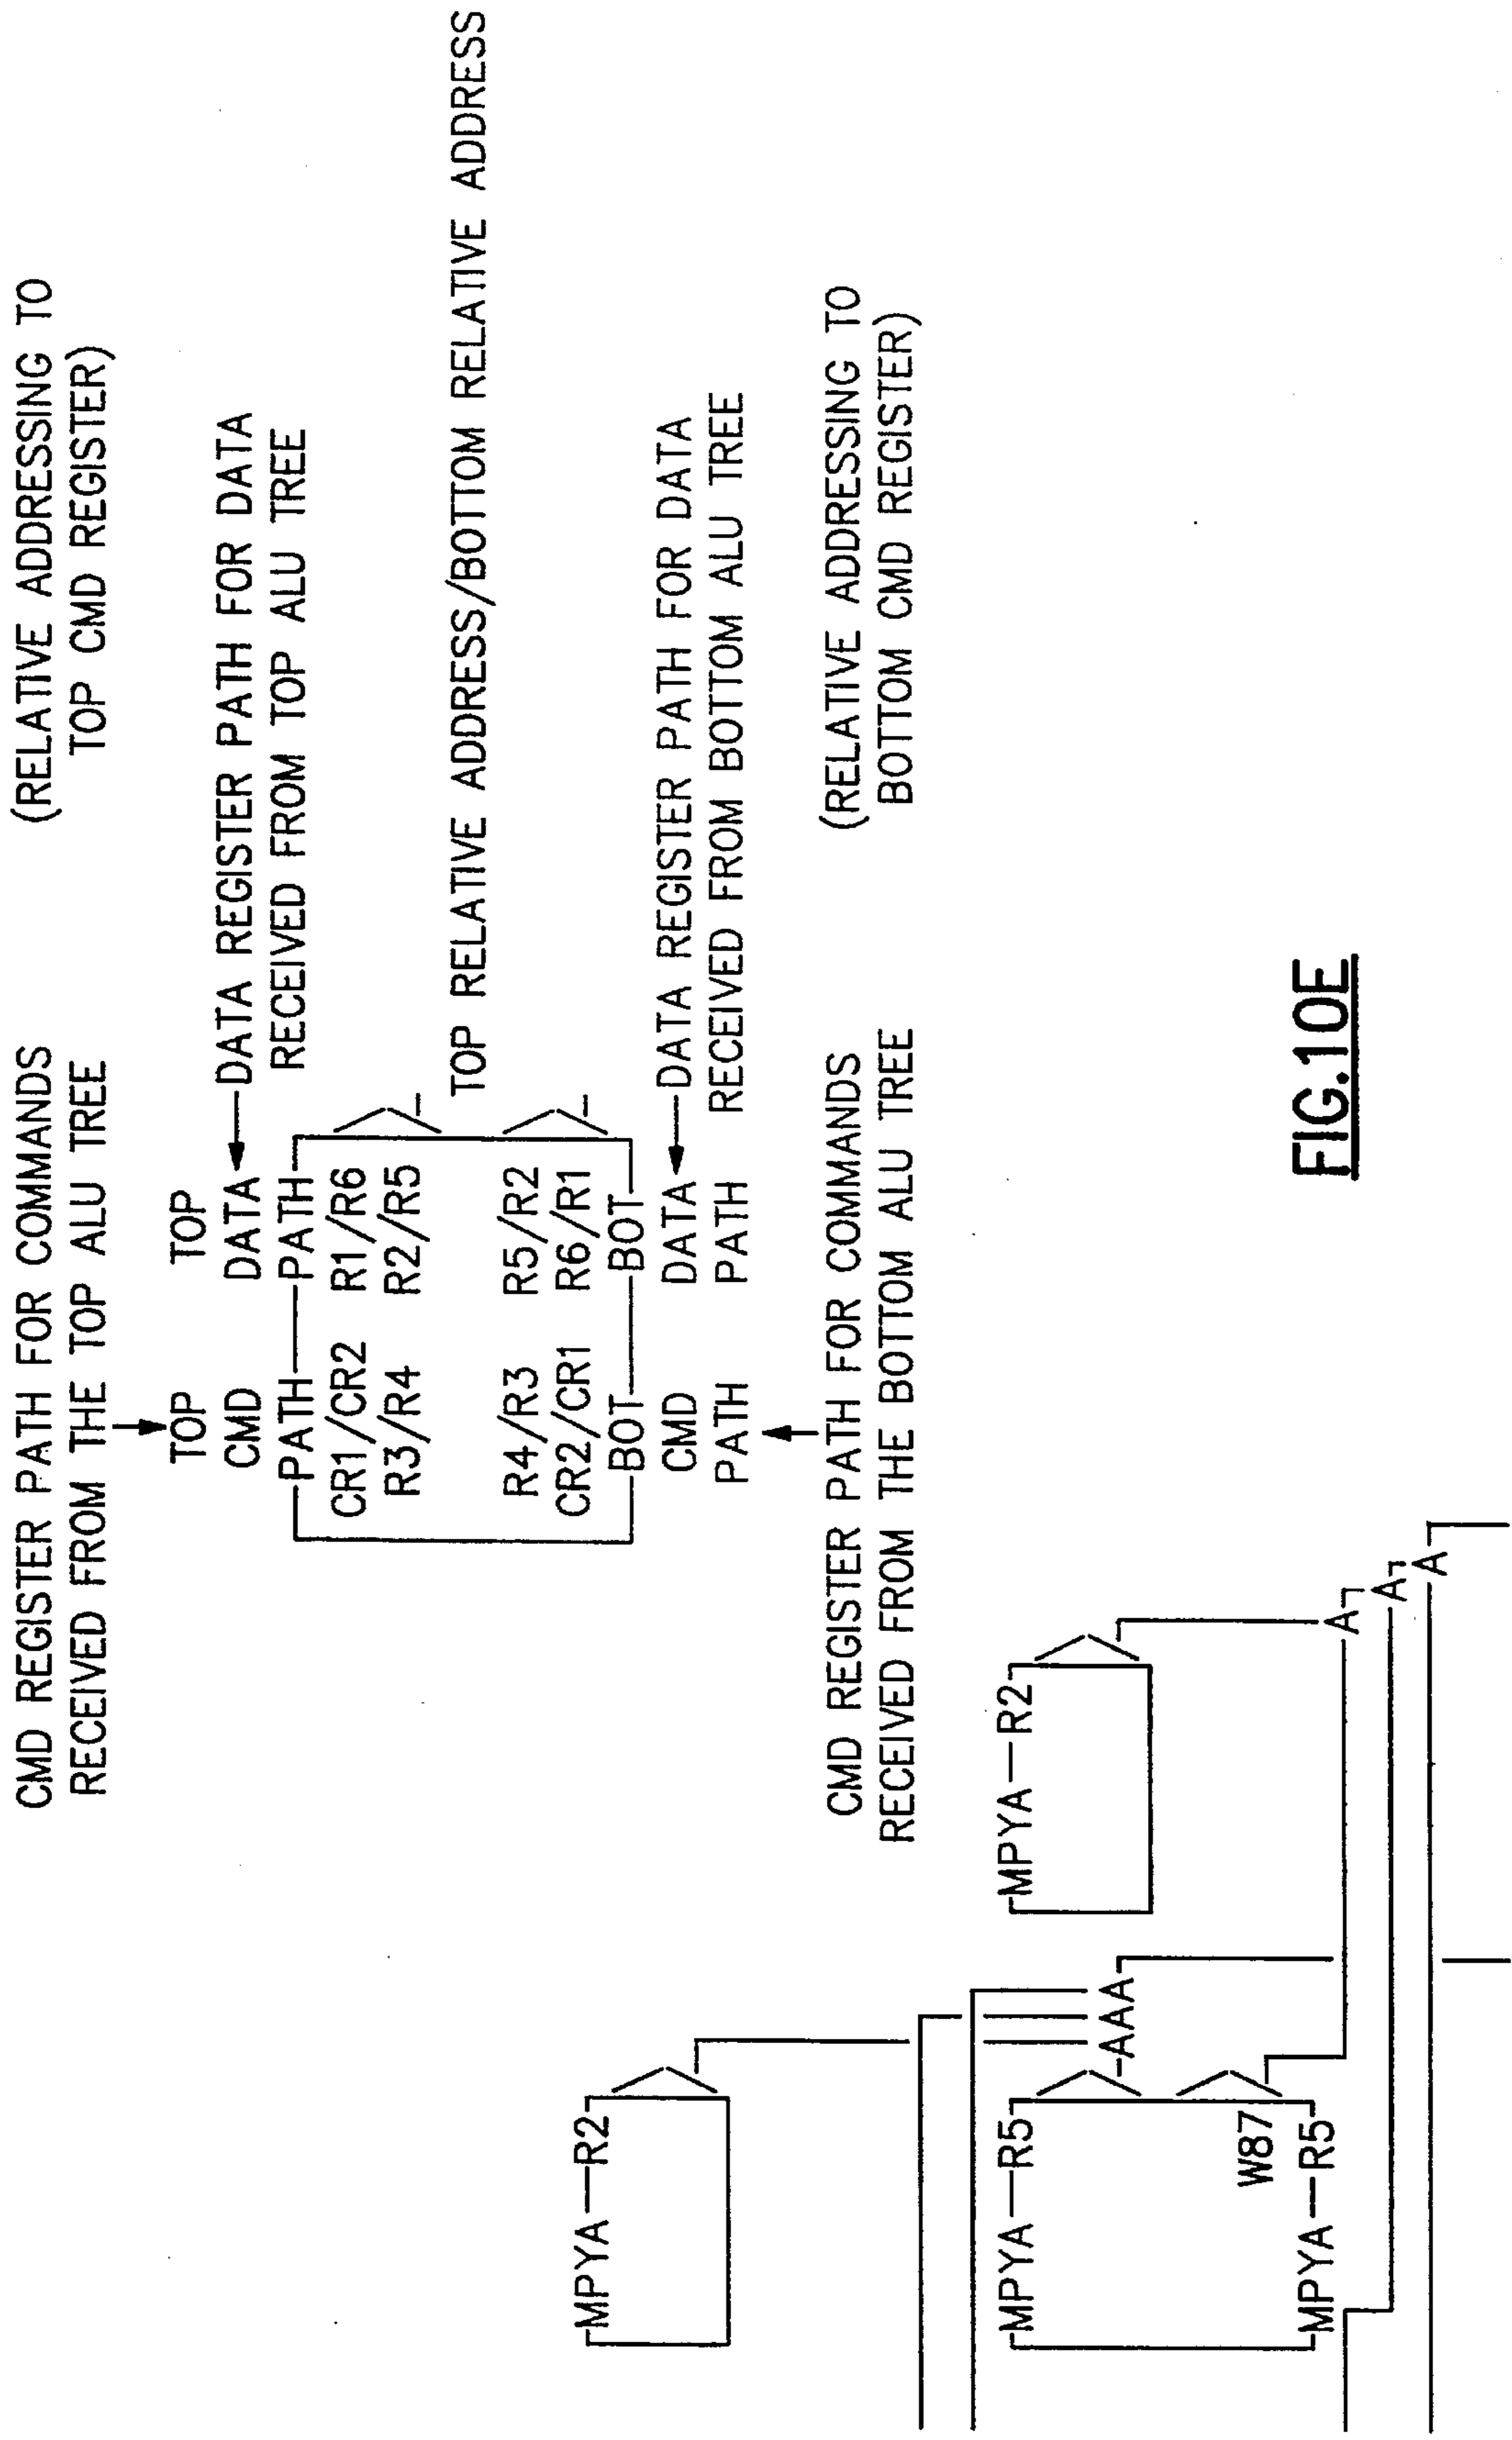 CMD REGISTER PATH FOR COMMANDS
RECEIVED FROM THE TOP ALU TREE
(RELATIVE ADDRESSING TO
TOP CMD REGISTER)
TOP TOP
CMD DATA
DATA REGISTER PATH FOR DATA
RECEIVED FROM TOP ALU TREE
PATH PATH
CR1/CR2 R1/R6
R3/R4 R2/R5
TOP RELATIVE ADDRESS/BOTTOM RELATIVE ADDRESS
R4/R3 R5/R2
CR2/CR1 R6/R1
BOT BOT
CMD DATA
PATH PATH
DATA REGISTER PATH FOR DATA
RECEIVED FROM BOTTOM ALU TREE
CMD REGISTER PATH FOR COMMANDS
RECEIVED FROM THE BOTTOM ALU TREE
(RELATIVE ADDRESSING TO
BOTTOM CMD REGISTER)
MPYA—R2
MPYA—R5
AAA
MPYA—R2
W87
MPYA—R5
A
A
A
FIG.10E